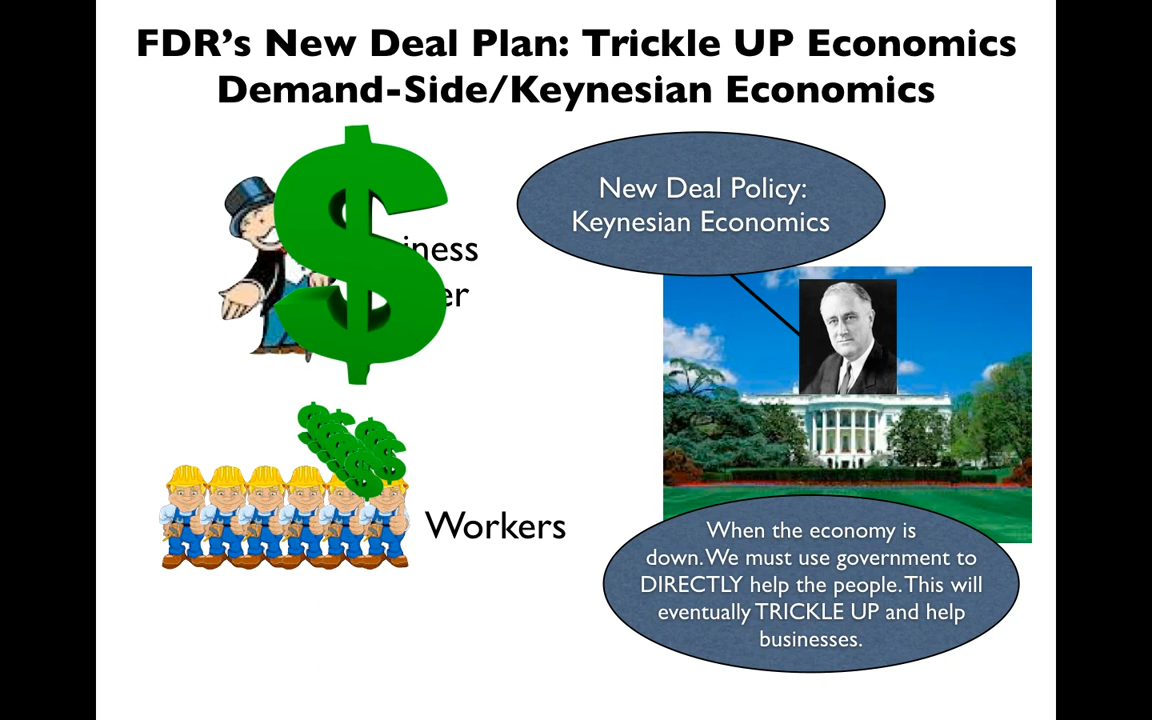 FDR's New Deal Plan: Trickle UP Economics
Demand-Side/Keynesian Economics
New Deal Policy:
Keynesian Economics
Workers
When the economy is
down. We must use government to
DIRECTLY help the people. This will
eventually TRICKLE UP and help
businesses.